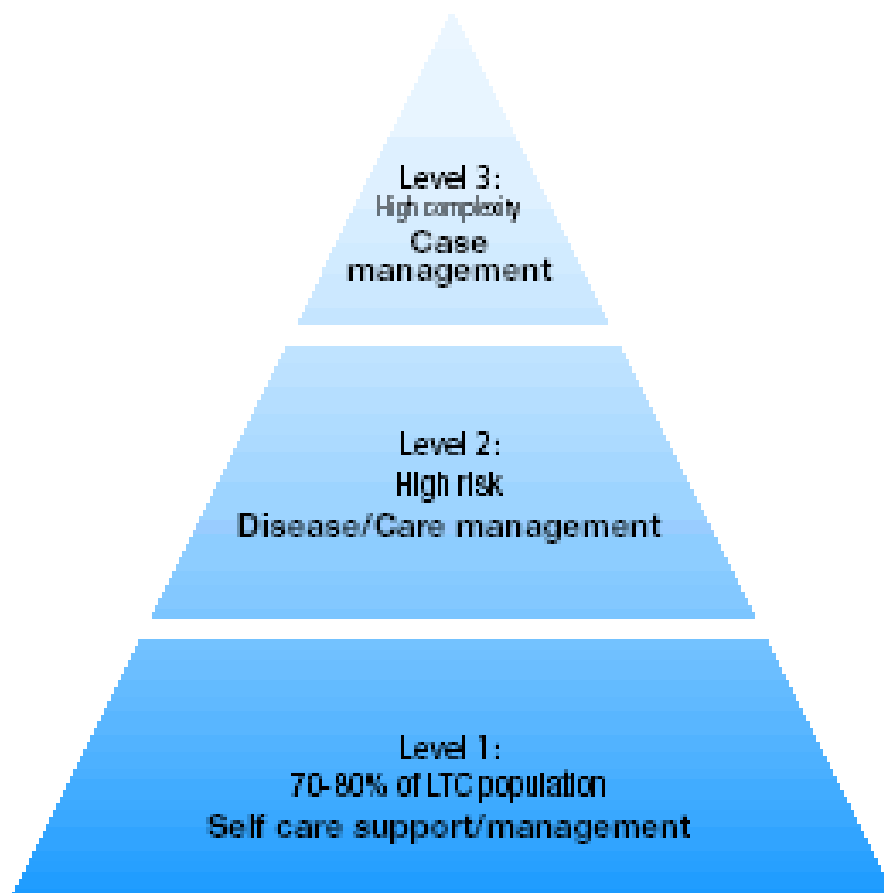 Level 3:
High complexity
Case
management
Level 2:
High risk
Disease/Care management
Level 1:
70-80% of LTC population
Self care support/management